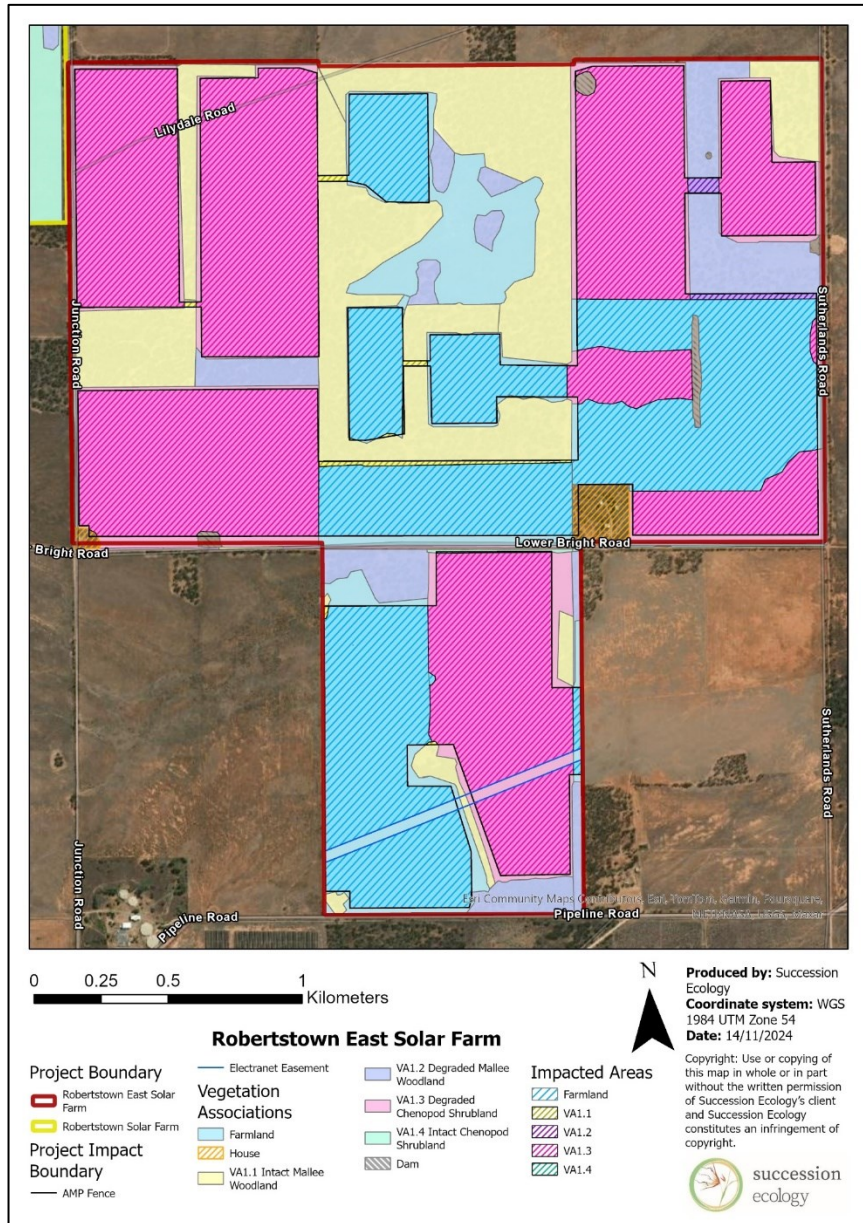 Lilydale Road
Junction Road
Sutherlands Road
Bright Road
Lower Bright Road
Sutherlands Road
Junction Road
Esri Community Maps Contributors, Esri, TomTom, Garmin, Foursquare,
Pipeline Road
Pipeline Road
0 0.25 0.5 1
Kilometers
N
Produced by: Succession
Ecology
Coordinate system: WGS
1984 UTM Zone 54
Date: 14/11/2024
Copyright: Use or copying of
this map in whole or in part
without the written permission
of Succession Ecology's client
and Succession Ecology
constitutes an infringement of
copyright.
succession
ecology
Robertstown East Solar Farm
Project Boundary
Robertstown East Solar
Farm
Robertstown Solar Farm
Project Impact
Boundary
AMP Fence
Electranet Easement
Vegetation
Associations
Farmland
House
VA1.1 Intact Mallee
Woodland
VA1.2 Degraded Mallee
Woodland
VA1.3 Degraded
Chenopod Shrubland
VA1.4 Intact Chenopod
Shrubland
Dam
Impacted Areas
Farmland
VA1.1
VA1.2
VA1.3
VA1.4